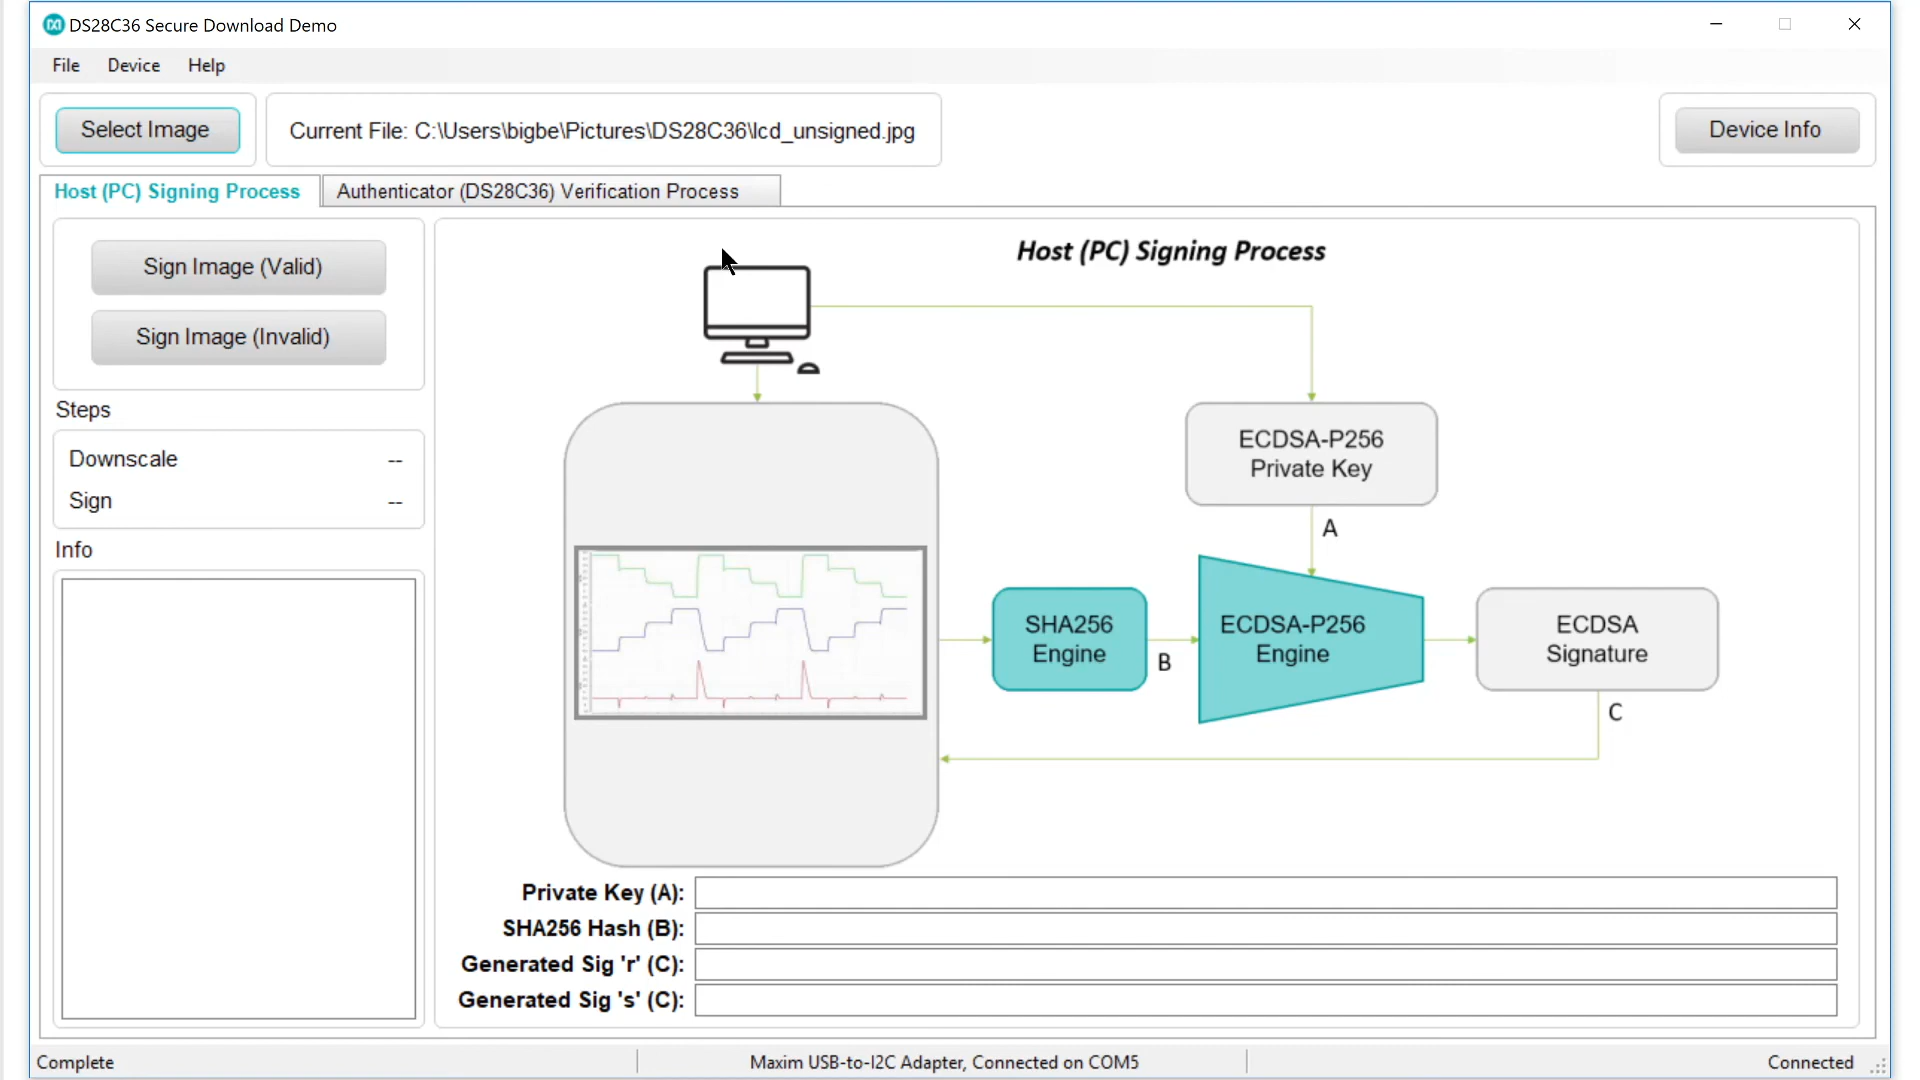 DS28C36 Secure Download Demo
File Device Help
Select Image
Current File: C:\Users\bigbe\Pictures\DS28C36\lcd_unsigned.jpg
Device Info
Host (PC) Signing Process
Authenticator (DS28C36) Verification Process
Sign Image (Valid)
Sign Image (Invalid)
Steps
Downscale --
Sign --
Info
Host (PC) Signing Process
ECDSA-P256
Private Key
A
SHA256
Engine
B
ECDSA-P256
Engine
ECDSA
Signature
C
Private Key (A):
SHA256 Hash (B):
Generated Sig 'r' (C):
Generated Sig 's' (C):
Complete
Maxim USB-to-I2C Adapter, Connected on COM5
Connected